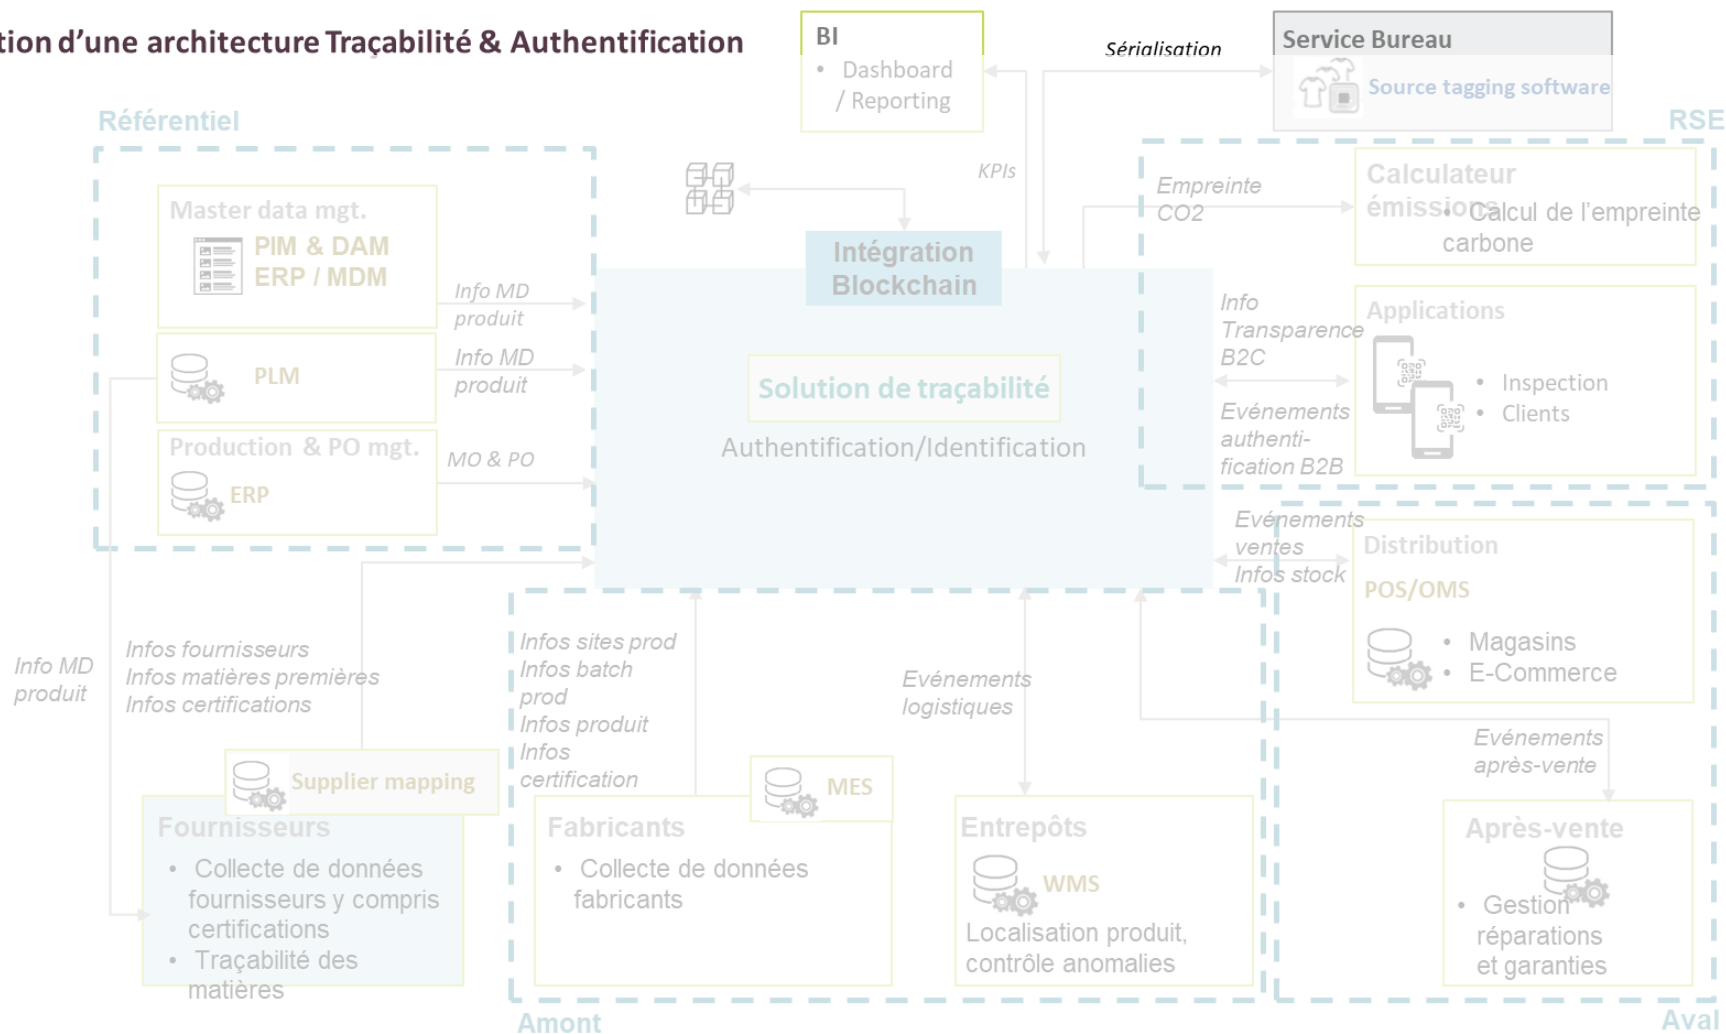 tion d'une architecture Traçabilité & Authentification
BI
• Dashboard
/ Reporting
Sérialisation
Service Bureau
Source tagging software
Référentiel
RSE
Master data mgt.
PIM & DAM
ERP / MDM
Info MD
produit
PLM
Info MD
produit
Production & PO mgt.
ERP
MO & PO
KPIs
Intégration
Blockchain
Solution de traçabilité
Authentification/Identification
Empreinte
CO2
Calculateur
émissions
• Calcul de l'empreinte
carbone
Info
Transparence
B2C
Evénements
authenti-
fication B2B
Applications
• Inspection
• Clients
Evénements
ventes
Infos stock
Distribution
POS/OMS
• Magasins
• E-Commerce
Info MD
produit
Infos fournisseurs
Infos matières premières
Infos certifications
Infos sites prod
Infos batch
prod
Infos produit
Infos
certification
Evénements
logistiques
Evénements
après-vente
Supplier mapping
Fournisseurs
• Collecte de données
fournisseurs y compris
certifications
• Traçabilité des
matières
MES
Fabricants
• Collecte de données
fabricants
Entrepôts
WMS
Localisation produit,
contrôle anomalies
Après-vente
• Gestion
réparations
et garanties
Amont
Aval